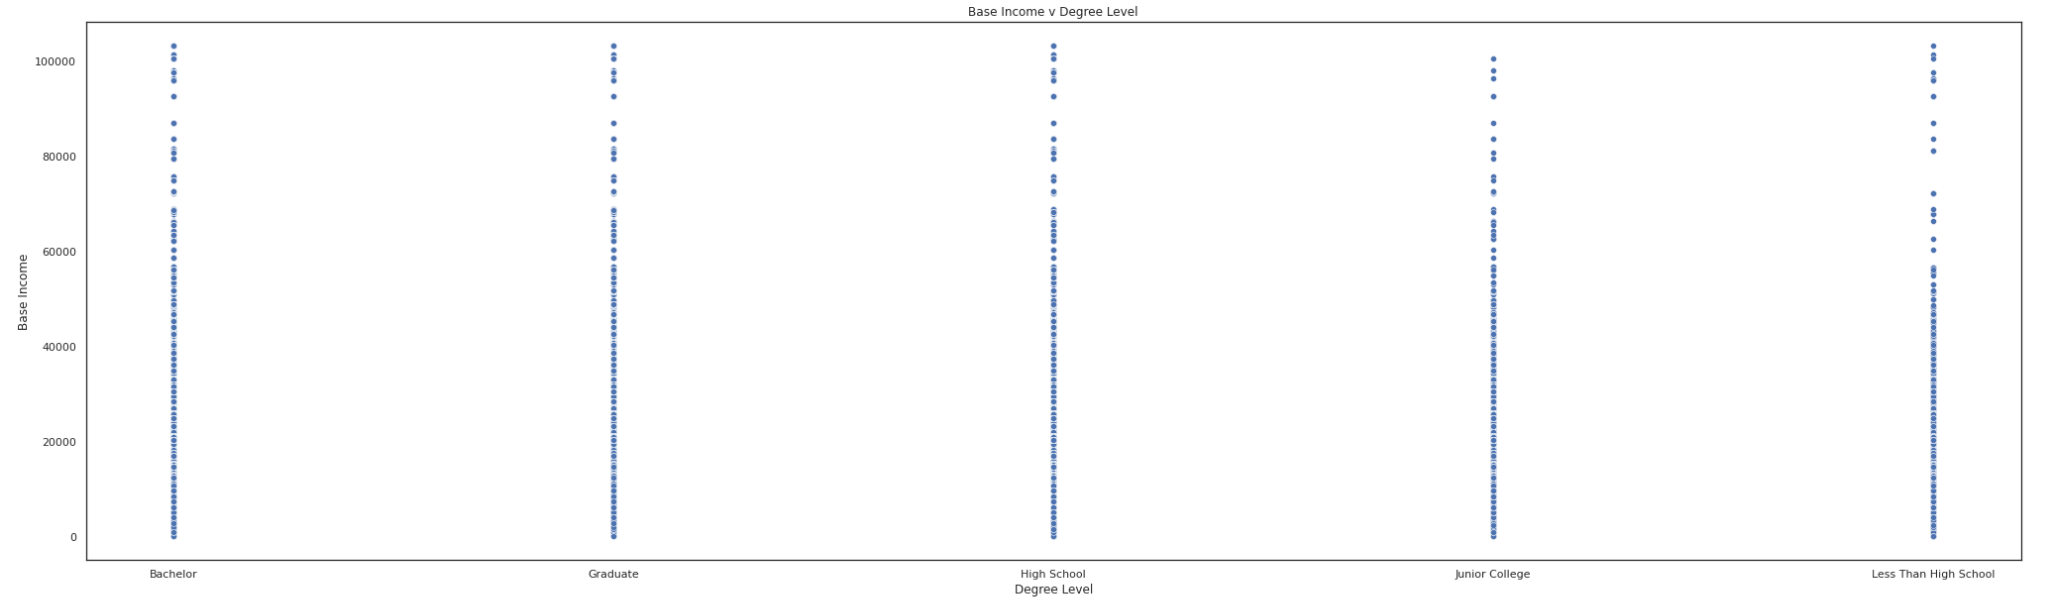 Base Income v Degree Level
100000
80000
60000
40000
20000
0
Base Income
Bachelor
Graduate
High School
Junior College
Less Than High School
Degree Level